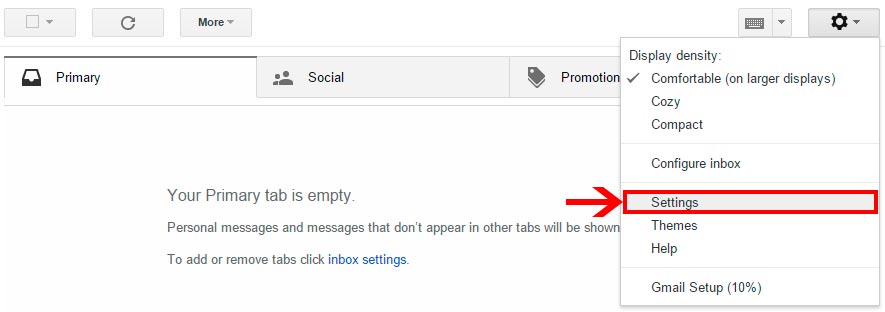 More
Primary
Social
Promotion
Your Primary tab is empty.
Personal messages and messages that don't appear in other tabs will be shown
To add or remove tabs click inbox settings.
Display density:
Comfortable (on larger displays)
Cozy
Compact
Configure inbox
Settings
Themes
Help
Gmail Setup (10%)